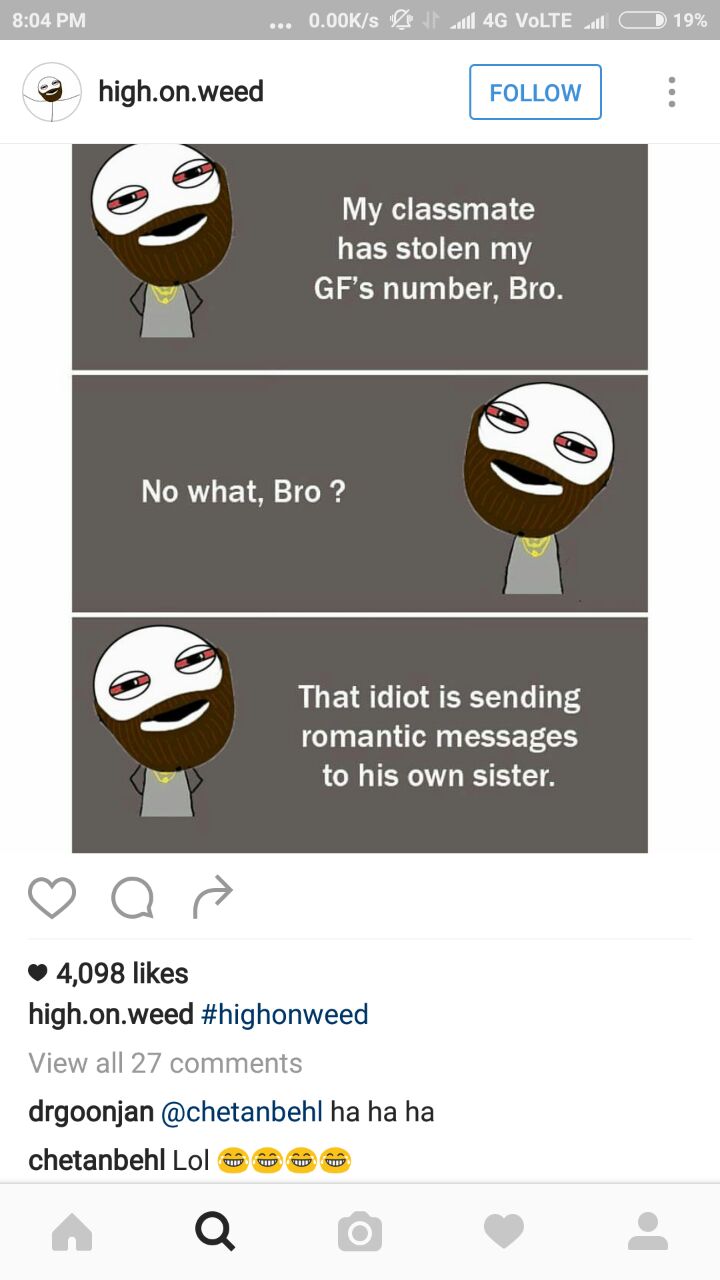 8:04 PM ... 0.00K/s 4G VoLTE 19%
high.on.weed FOLLOW
My classmate
has stolen my
GF's number, Bro.
No what, Bro ?
That idiot is sending
romantic messages
to his own sister.
4,098 likes
high.on.weed #highonweed
View all 27 comments
drgoonjan @chetanbehl ha ha ha
chetanbehl Lol 😂😂😂😂